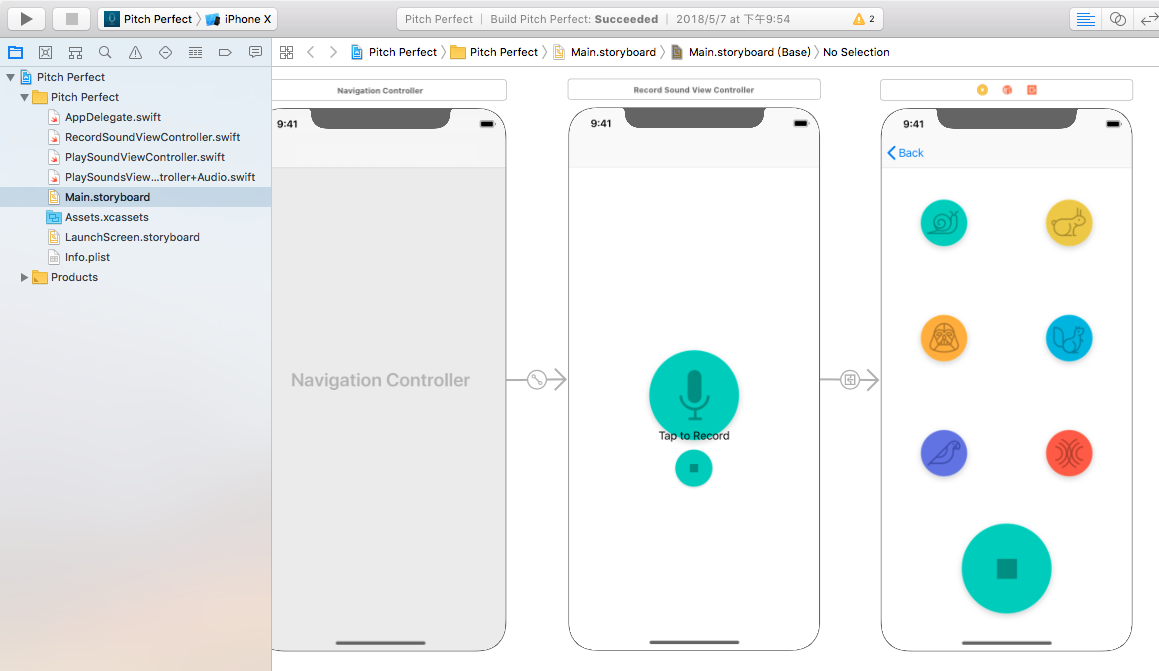 Pitch Perfect iPhone X Pitch Perfect Build Pitch Perfect: Succeeded 2018/5/7 at 下午9:54 2
Pitch Perfect Pitch Perfect Main.storyboard Main.storyboard (Base) No Selection
Pitch Perfect
Pitch Perfect
AppDelegate.swift
RecordSoundViewController.swift
PlaySoundViewController.swift
PlaySoundsView...troller+Audio.swift
Main.storyboard
Assets.xcassets
LaunchScreen.storyboard
Info.plist
Products
Navigation Controller
9:41
Navigation Controller
Record Sound View Controller
9:41
Tap to Record
9:41
Back